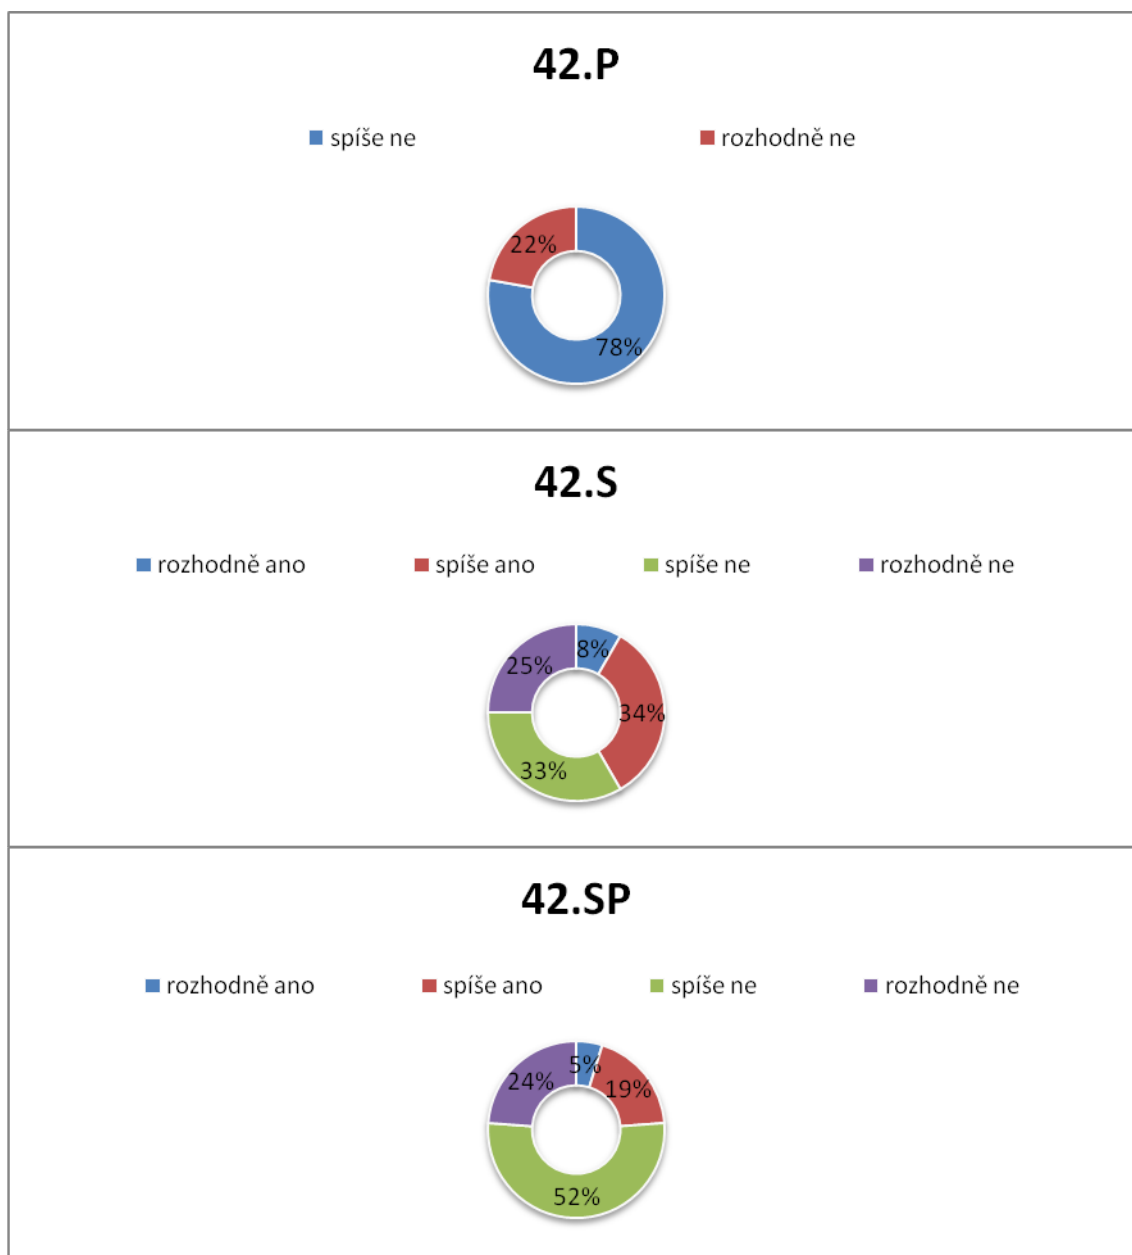 42.P
spíše ne rozhodně ne
22%
78%
42.S
rozhodně ano spíše ano spíše ne rozhodně ne
8%
25%
34%
33%
42.SP
rozhodně ano spíše ano spíše ne rozhodně ne
5%
24%
19%
52%